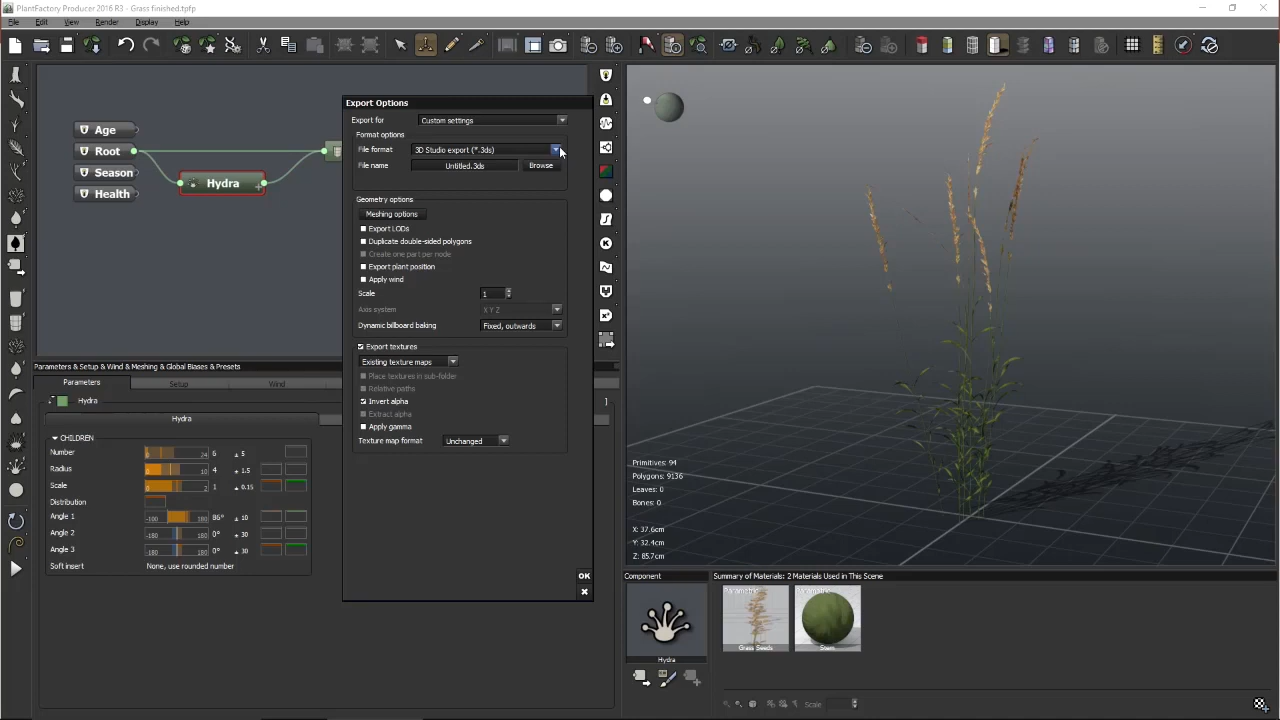 PlantFactory Producer 2016 R3 - Grass finished.tpfp
File Edit View Render Display Help
Age
Root
Season
Health
Hydra
Export Options
Export for Custom settings
Format options
File format 3D Studio export (*.3ds)
File name Untitled.3ds Browse
Geometry options
Meshing options
Export LODs
Duplicate double-sided polygons
Create one part per node
Export plant position
Apply wind
Scale 1
Axis system X Y Z
Dynamic billboard baking Fixed, outwards
Export textures
Existing texture maps
Place textures in sub-folder
Relative paths
Invert alpha
Extract alpha
Apply gamma
Texture map format Unchanged
OK
Parameters & Setup & Wind & Meshing & Global Biases & Presets
Parameters Setup Wind
Hydra 1
Hydra
CHILDREN
Number 0 24 6 ± 5
Radius 0 10 4 ± 1.5
Scale 0 2 1 ± 0.15
Distribution
Angle 1 -180 180 86° ± 10
Angle 2 -180 180 0° ± 30
Angle 3 -180 180 0° ± 30
Soft insert None, use rounded number
Primitives: 94
Polygons: 9136
Leaves: 0
Bones: 0
X: 37.6cm
Y: 32.4cm
Z: 85.7cm
Component
Hydra
Summary of Materials: 2 Materials Used in This Scene
Parametric Parametric
Grass Seeds Stem
Scale